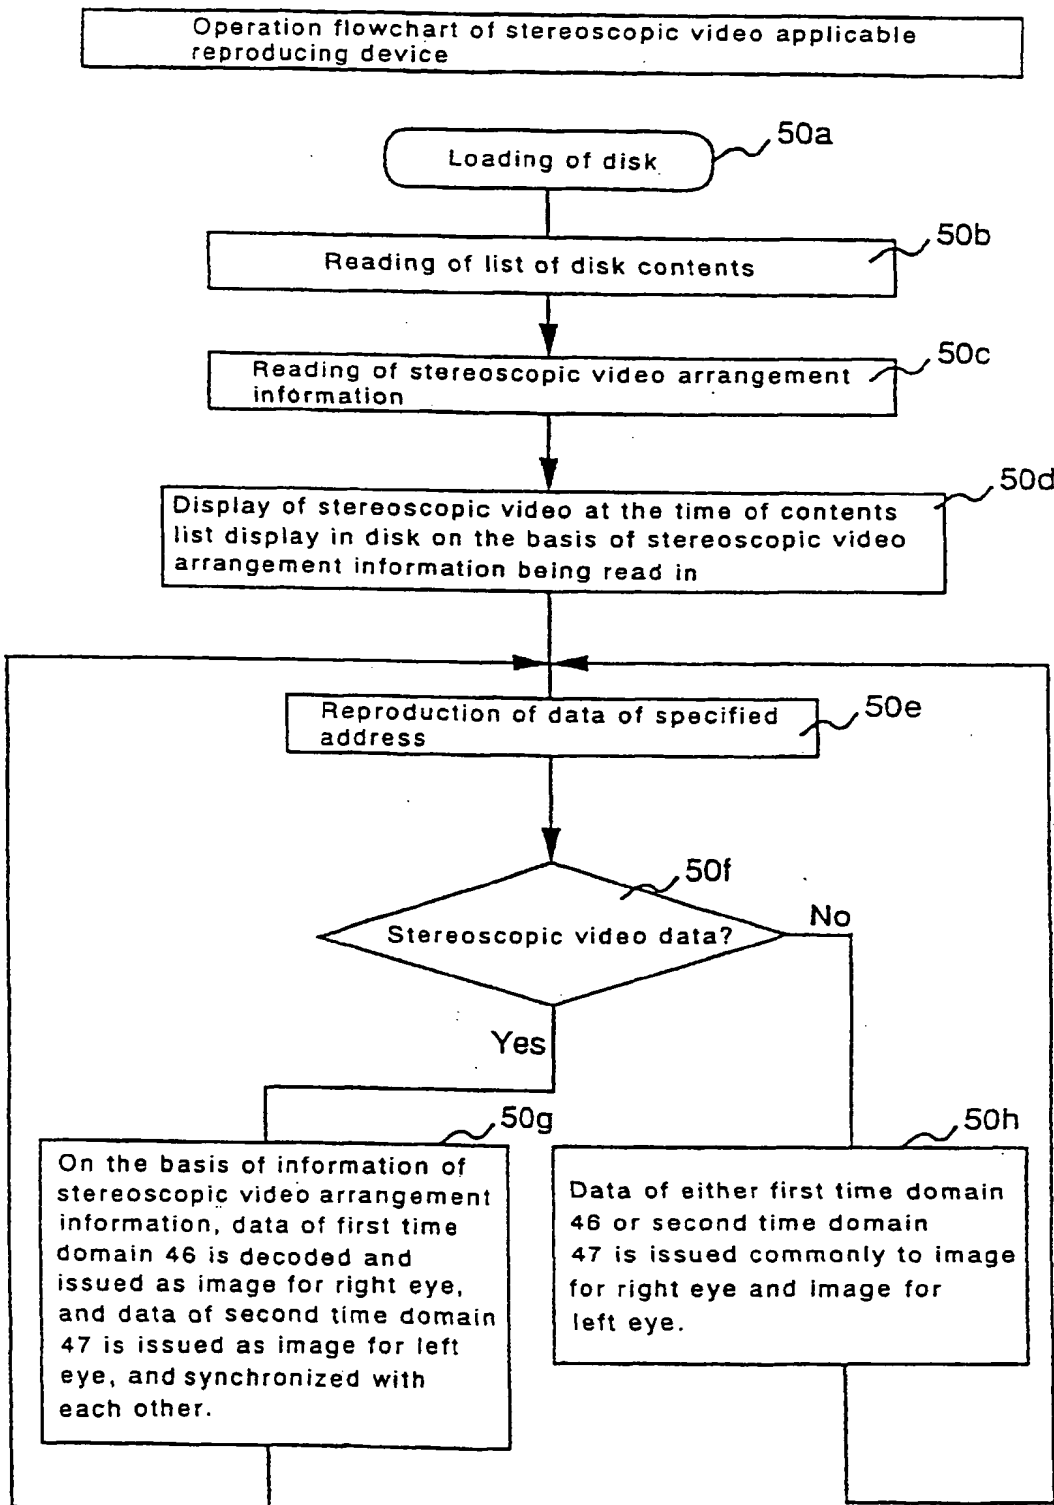 Operation flowchart of stereoscopic video applicable
reproducing device
50a
Loading of disk
50b
Reading of list of disk contents
50c
Reading of stereoscopic video arrangement
information
50d
Display of stereoscopic video at the time of contents
list display in disk on the basis of stereoscopic video
arrangement information being read in
Reproduction of data of specified
address
50e
50f
Stereoscopic video data?
No
Yes
50g
On the basis of information of
stereoscopic video arrangement
information, data of first time
domain 46 is decoded and
issued as image for right eye,
and data of second time domain
47 is issued as image for left
eye, and synchronized with
each other.
50h
Data of either first time domain
46 or second time domain
47 is issued commonly to image
for right eye and image for
left eye.